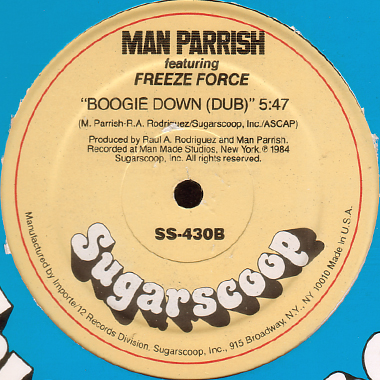 MAN PARRISH
featuring
FREEZE FORCE
"BOOGIE DOWN (DUB)" 5:47
(M. Parrish-R.A. Rodriguez/Sugarscoop, Inc./ASCAP)
Produced by Raul A. Rodriguez and Man Parrish.
Recorded at Man Made Studios, New York.℗ 1984
Sugarscoop, Inc. All rights reserved.
SS-430B
Sugarscoop
Manufactured by Importe/12 Records Division, Sugarscoop, Inc., 915 Broadway, N.Y., NY 10010 Made in U.S.A.